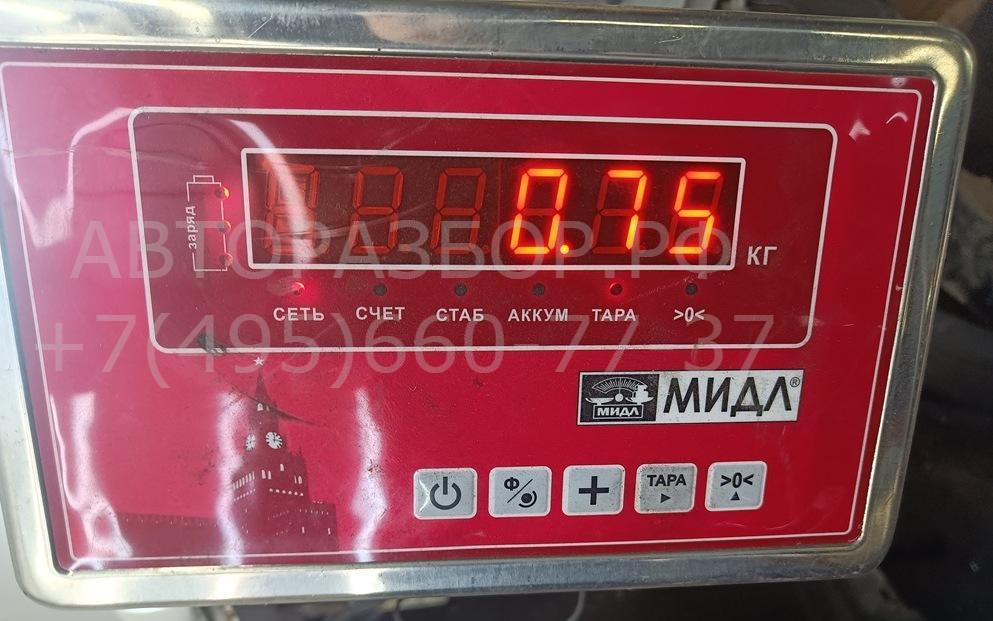 0.75
КГ
заряд
АВТОРАЗБОР.РФ
СЕТЬ СЧЕТ СТАБ АККУМ ТАРА >0<
+7(495)660-77-37
МИДЛ МИДЛ®
Ф ТАРА >0<